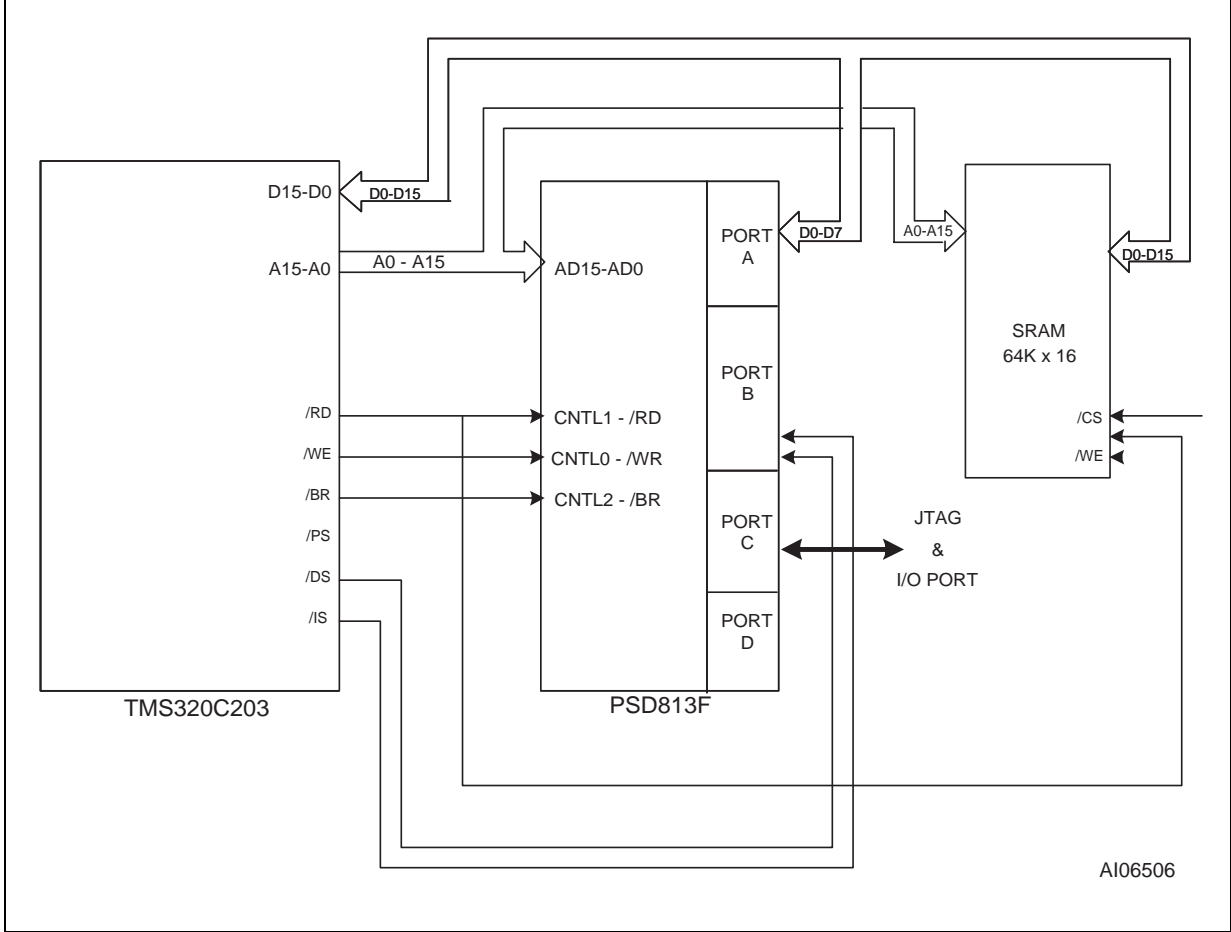 D15-D0
D0-D15
A15-A0
A0 - A15
/RD
/WE
/BR
/PS
/DS
/IS
TMS320C203
AD15-AD0
CNTL1 - /RD
CNTL0 - /WR
CNTL2 - /BR
PORT
A
PORT
B
PORT
C
PORT
D
PSD813F
D0-D7
A0-A15
D0-D15
SRAM
64K x 16
/CS
/WE
JTAG
&
I/O PORT
AI06506